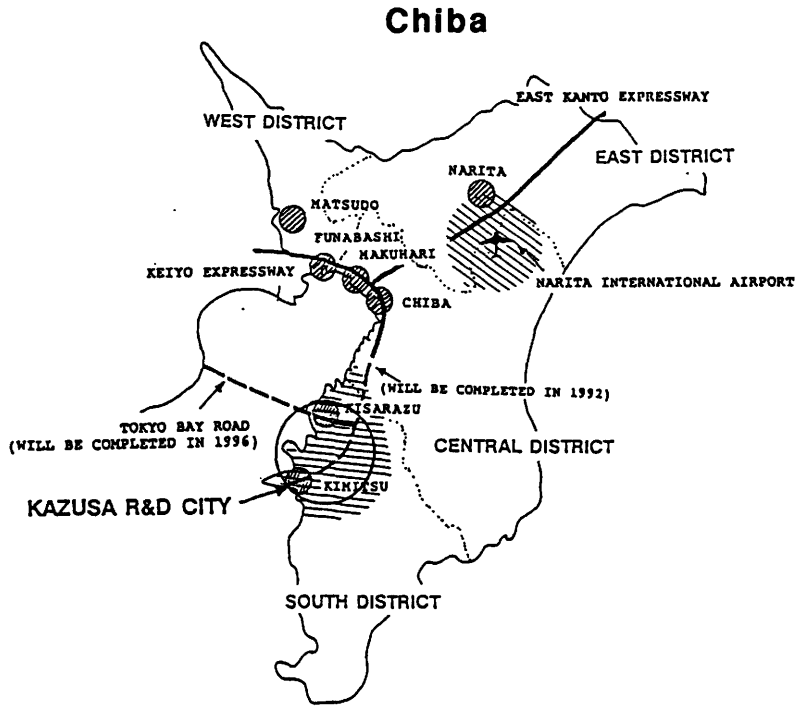 Chiba
EAST KANTO EXPRESSWAY
WEST DISTRICT
EAST DISTRICT
NARITA
MATSUDO
FUNABASHI
MAKUHARI
KEIYO EXPRESSWAY
NARITA INTERNATIONAL AIRPORT
CHIBA
(WILL BE COMPLETED IN 1992)
KISARAZU
TOKYO BAY ROAD
(WILL BE COMPLETED IN 1996)
CENTRAL DISTRICT
KIMITSU
KAZUSA R&D CITY
SOUTH DISTRICT